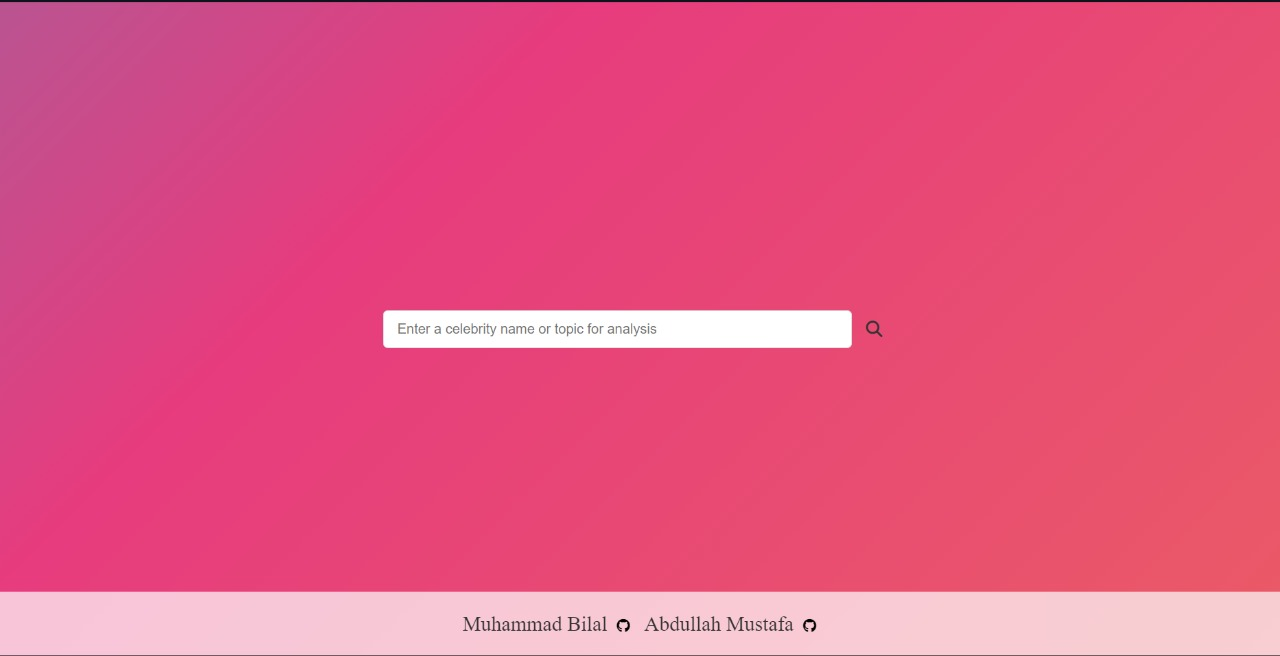 Enter a celebrity name or topic for analysis
Muhammad Bilal Abdullah Mustafa